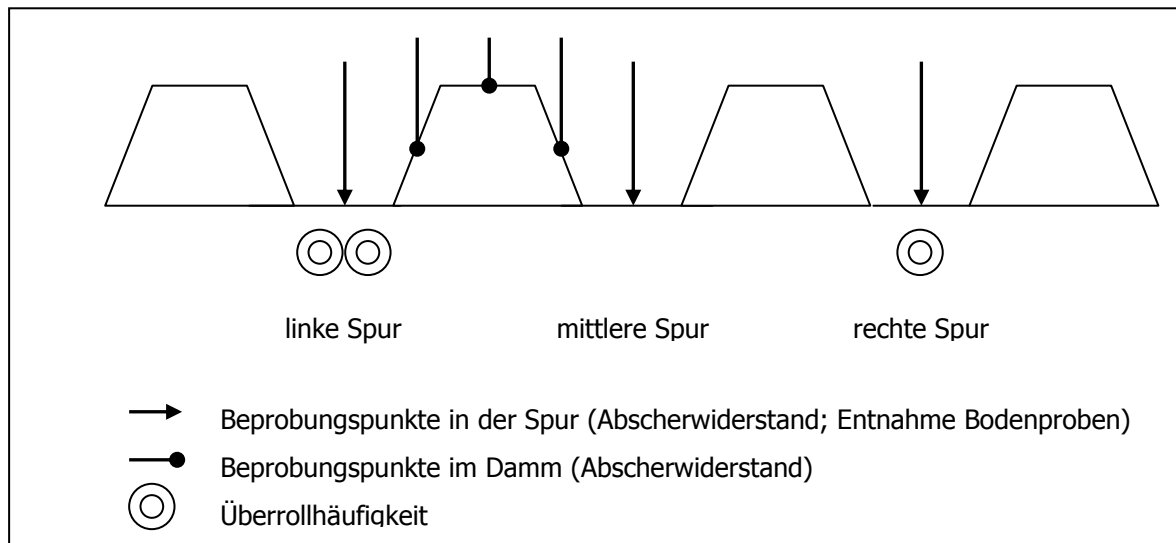 linke Spur mittlere Spur rechte Spur
Beprobungspunkte in der Spur (Abscherwiderstand; Entnahme Bodenproben)
Beprobungspunkte im Damm (Abscherwiderstand)
Überrollhäufigkeit